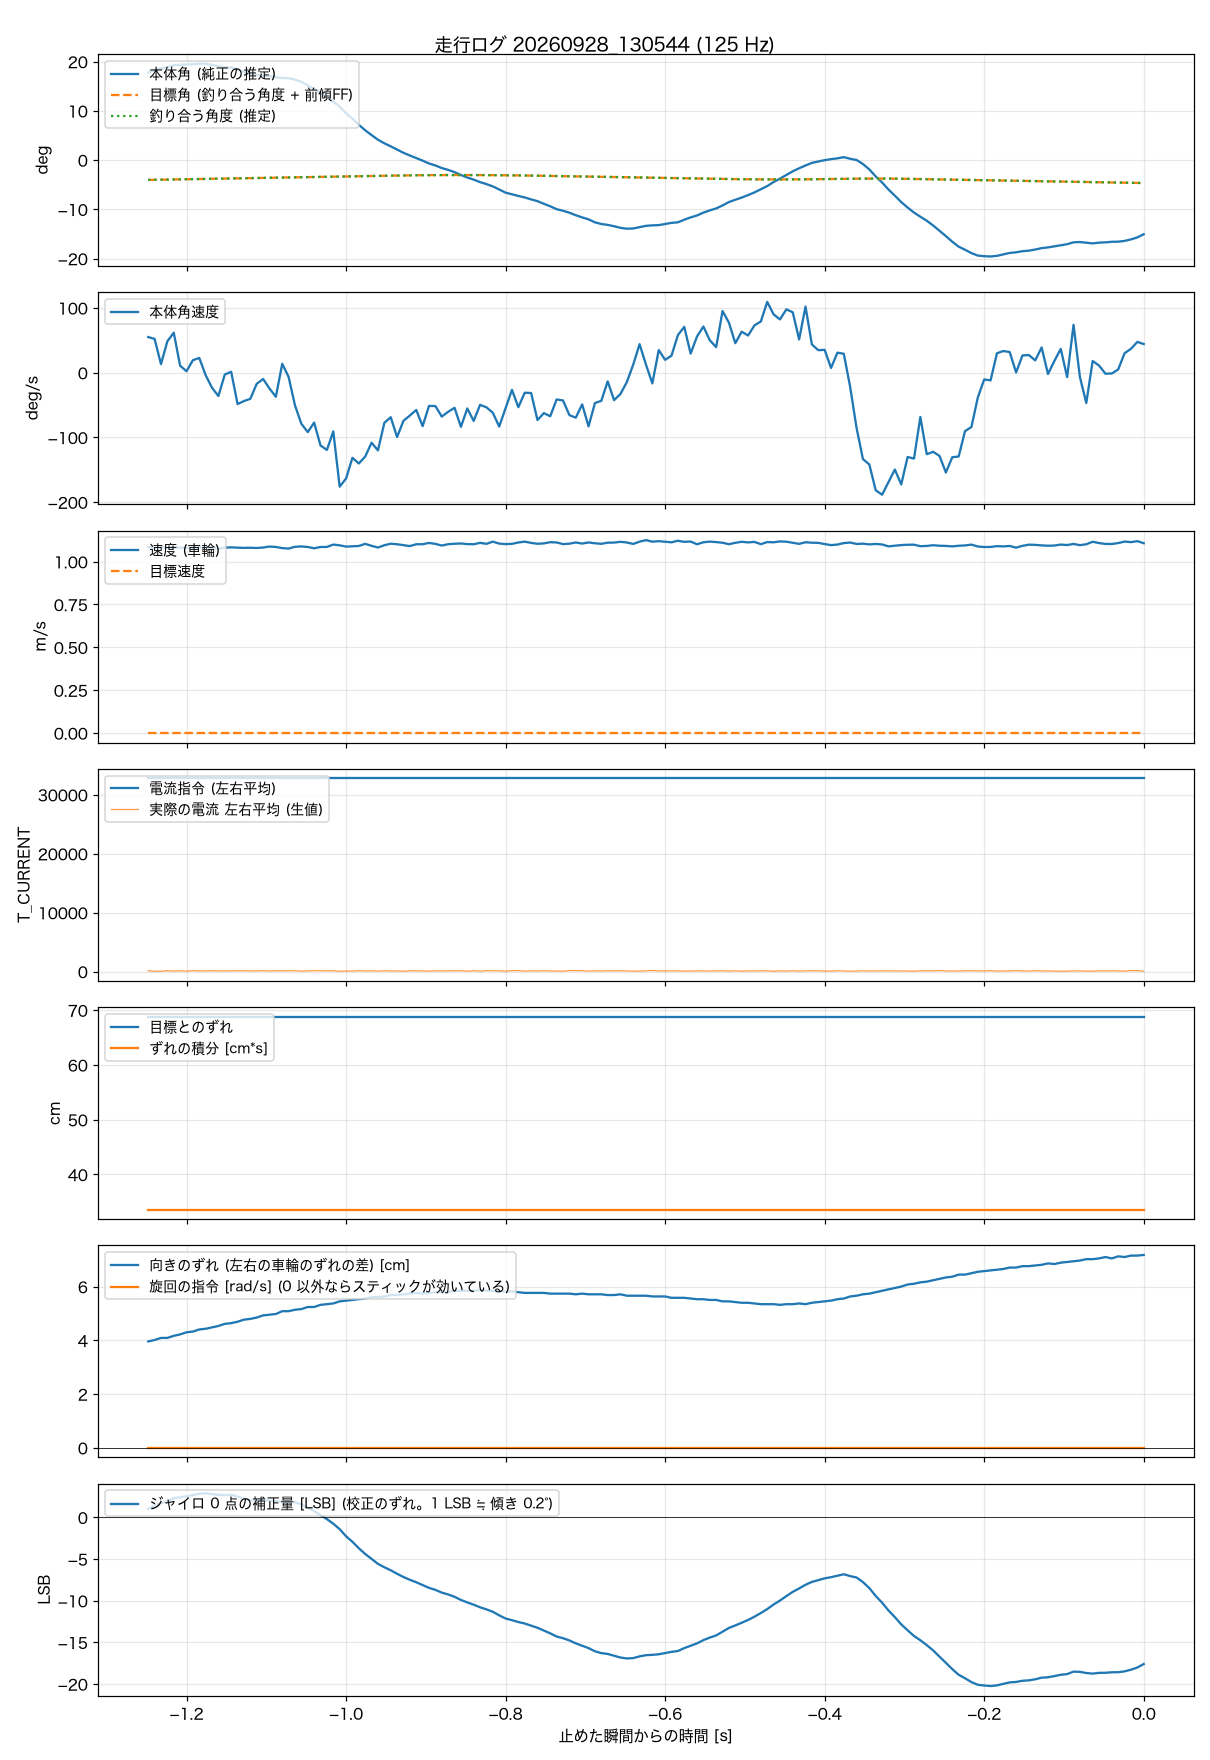 走行ログ 20260928_130544 (125 Hz)
20
10
0
−10
−20
deg
本体角 (純正の推定)
目標角 (釣り合う角度 + 前傾FF)
釣り合う角度 (推定)
100
0
−100
−200
deg/s
本体角速度
1.00
0.75
0.50
0.25
0.00
m/s
速度 (車輪)
目標速度
30000
20000
10000
0
T_CURRENT
電流指令 (左右平均)
実際の電流 左右平均 (生値)
70
60
50
40
cm
目標とのずれ
ずれの積分 [cm*s]
6
4
2
0
向きのずれ (左右の車輪のずれの差) [cm]
旋回の指令 [rad/s] (0 以外ならスティックが効いている)
0
−5
−10
−15
−20
LSB
ジャイロ 0 点の補正量 [LSB] (校正のずれ。1 LSB ≒ 傾き 0.2°)
−1.2 −1.0 −0.8 −0.6 −0.4 −0.2 0.0
止めた瞬間からの時間 [s]